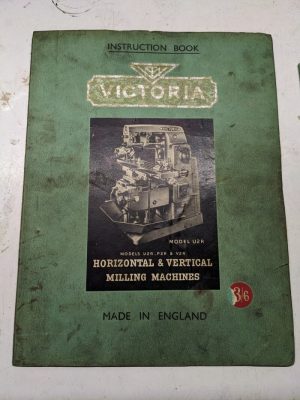 INSTRUCTION BOOK
VICTORIA
MODEL U2R
MODELS U2R, P2R & V2R
HORIZONTAL & VERTICAL
MILLING MACHINES
3/6
MADE IN ENGLAND